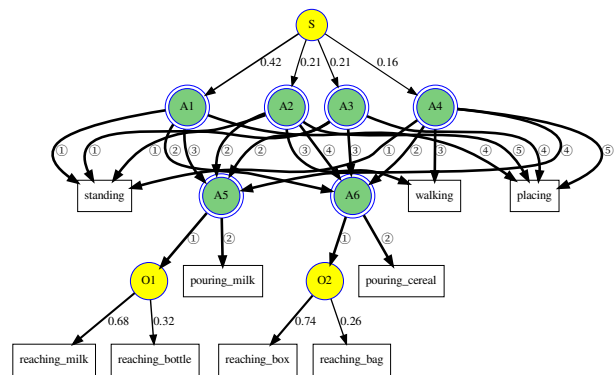 S
0.42 0.21 0.21 0.16
A1 A2 A3 A4
① ① ① ② ③ ② ② ③ ④ ③ ① ② ③ ④ ⑤ ④ ④ ⑤
standing A5 A6 walking placing
① ② ① ②
O1 pouring_milk O2 pouring_cereal
0.68 0.32 0.74 0.26
reaching_milk reaching_bottle reaching_box reaching_bag